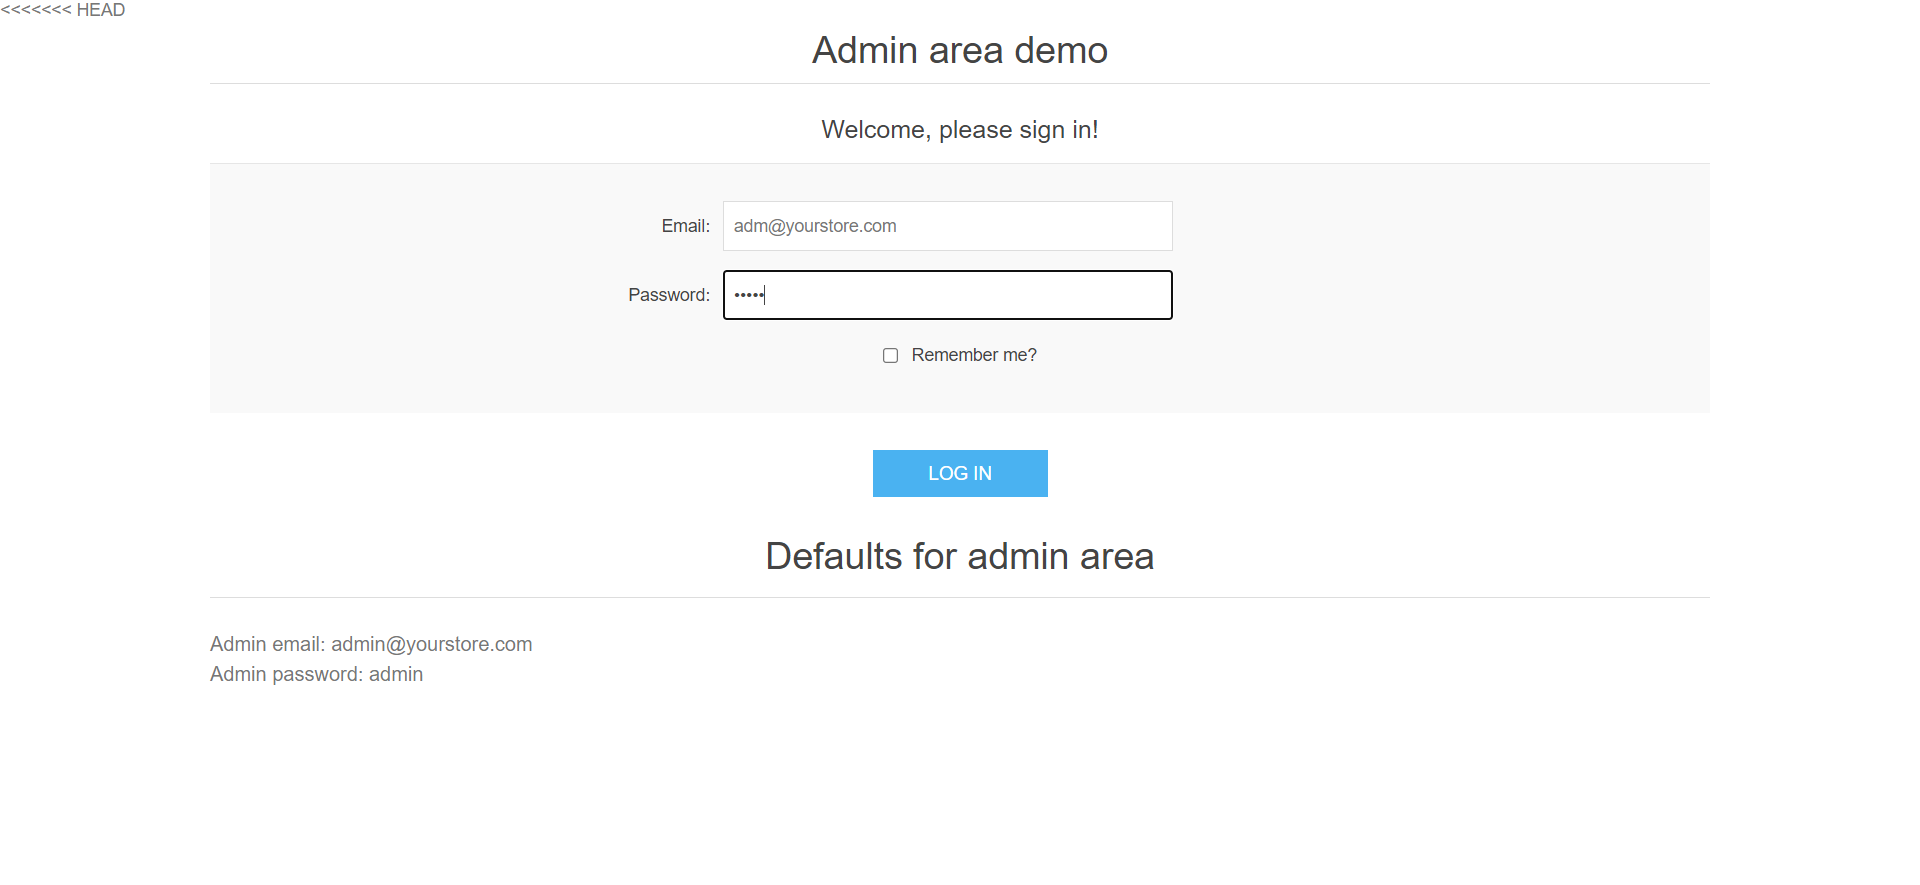 <<<<<<< HEAD
Admin area demo
Welcome, please sign in!
Email: adm@yourstore.com
Password: •••••
Remember me?
LOG IN
Defaults for admin area
Admin email: admin@yourstore.com
Admin password: admin